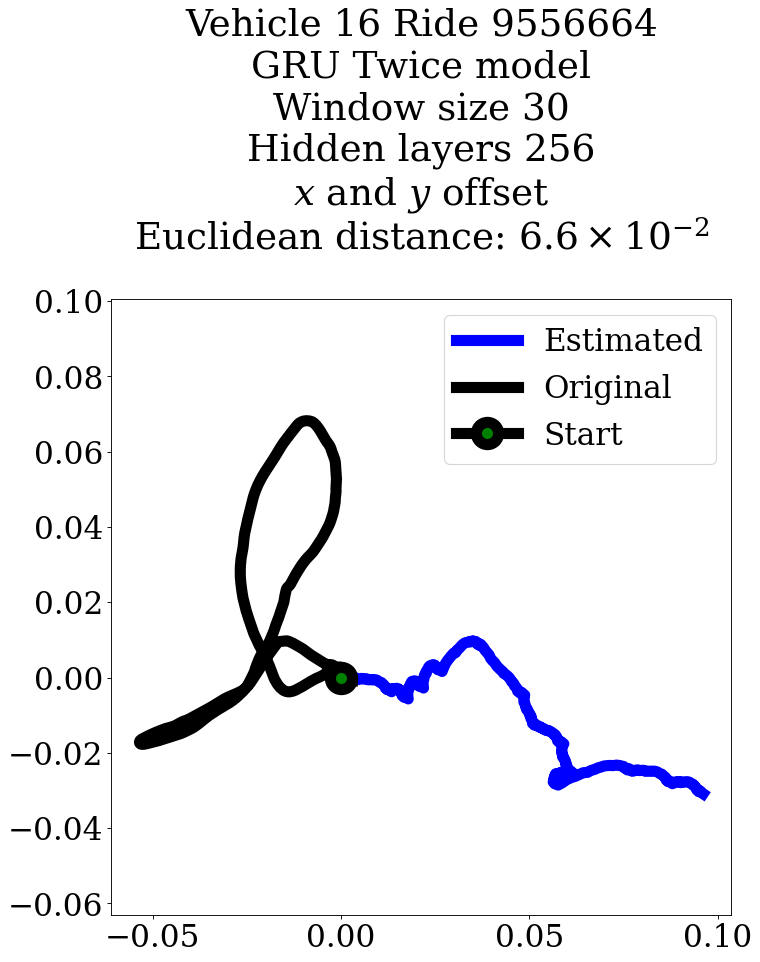 Vehicle 16 Ride 9556664
GRU Twice model
Window size 30
Hidden layers 256
x and y offset
Euclidean distance: 6.6 × 10⁻²
0.10
0.08
0.06
0.04
0.02
0.00
−0.02
−0.04
−0.06
Estimated
Original
Start
−0.05
0.00
0.05
0.10